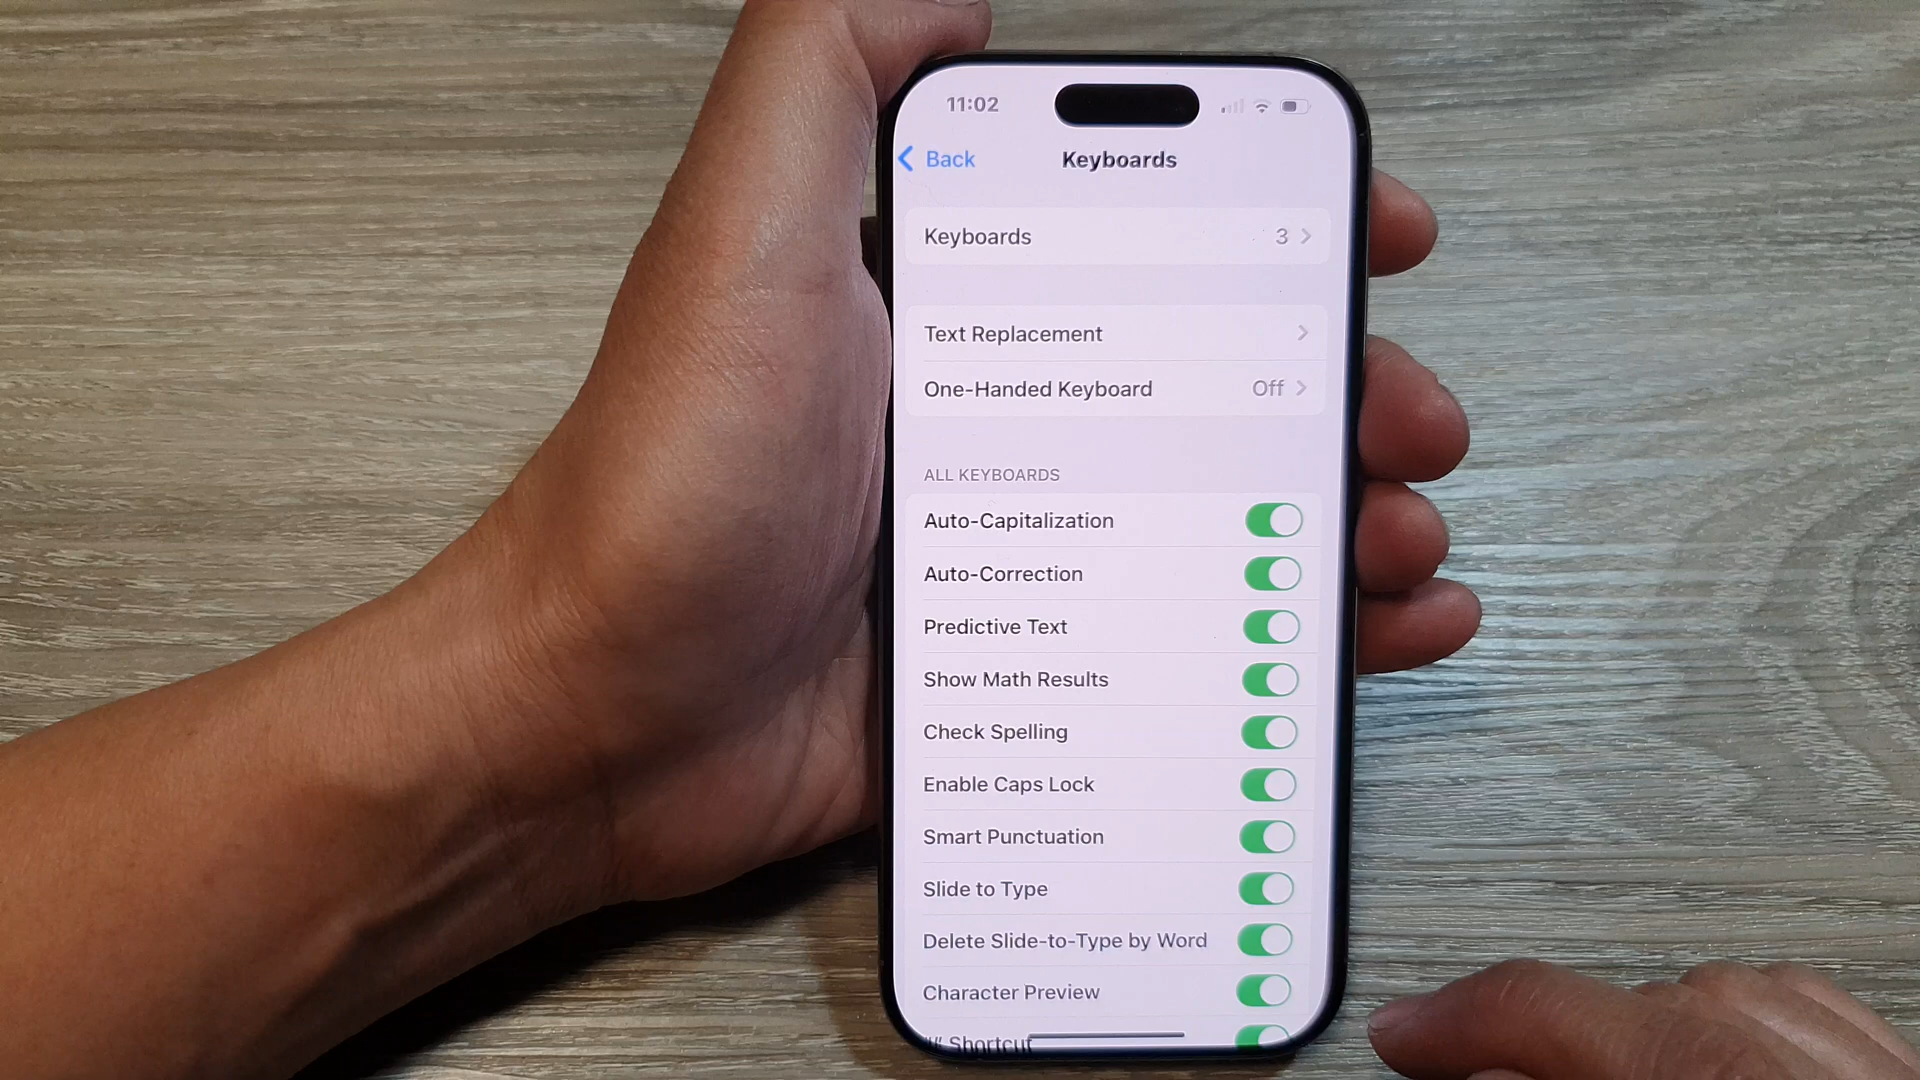 11:02
Back Keyboards
Keyboards 3
Text Replacement
One-Handed Keyboard Off
ALL KEYBOARDS
Auto-Capitalization
Auto-Correction
Predictive Text
Show Math Results
Check Spelling
Enable Caps Lock
Smart Punctuation
Slide to Type
Delete Slide-to-Type by Word
Character Preview
Shortcut